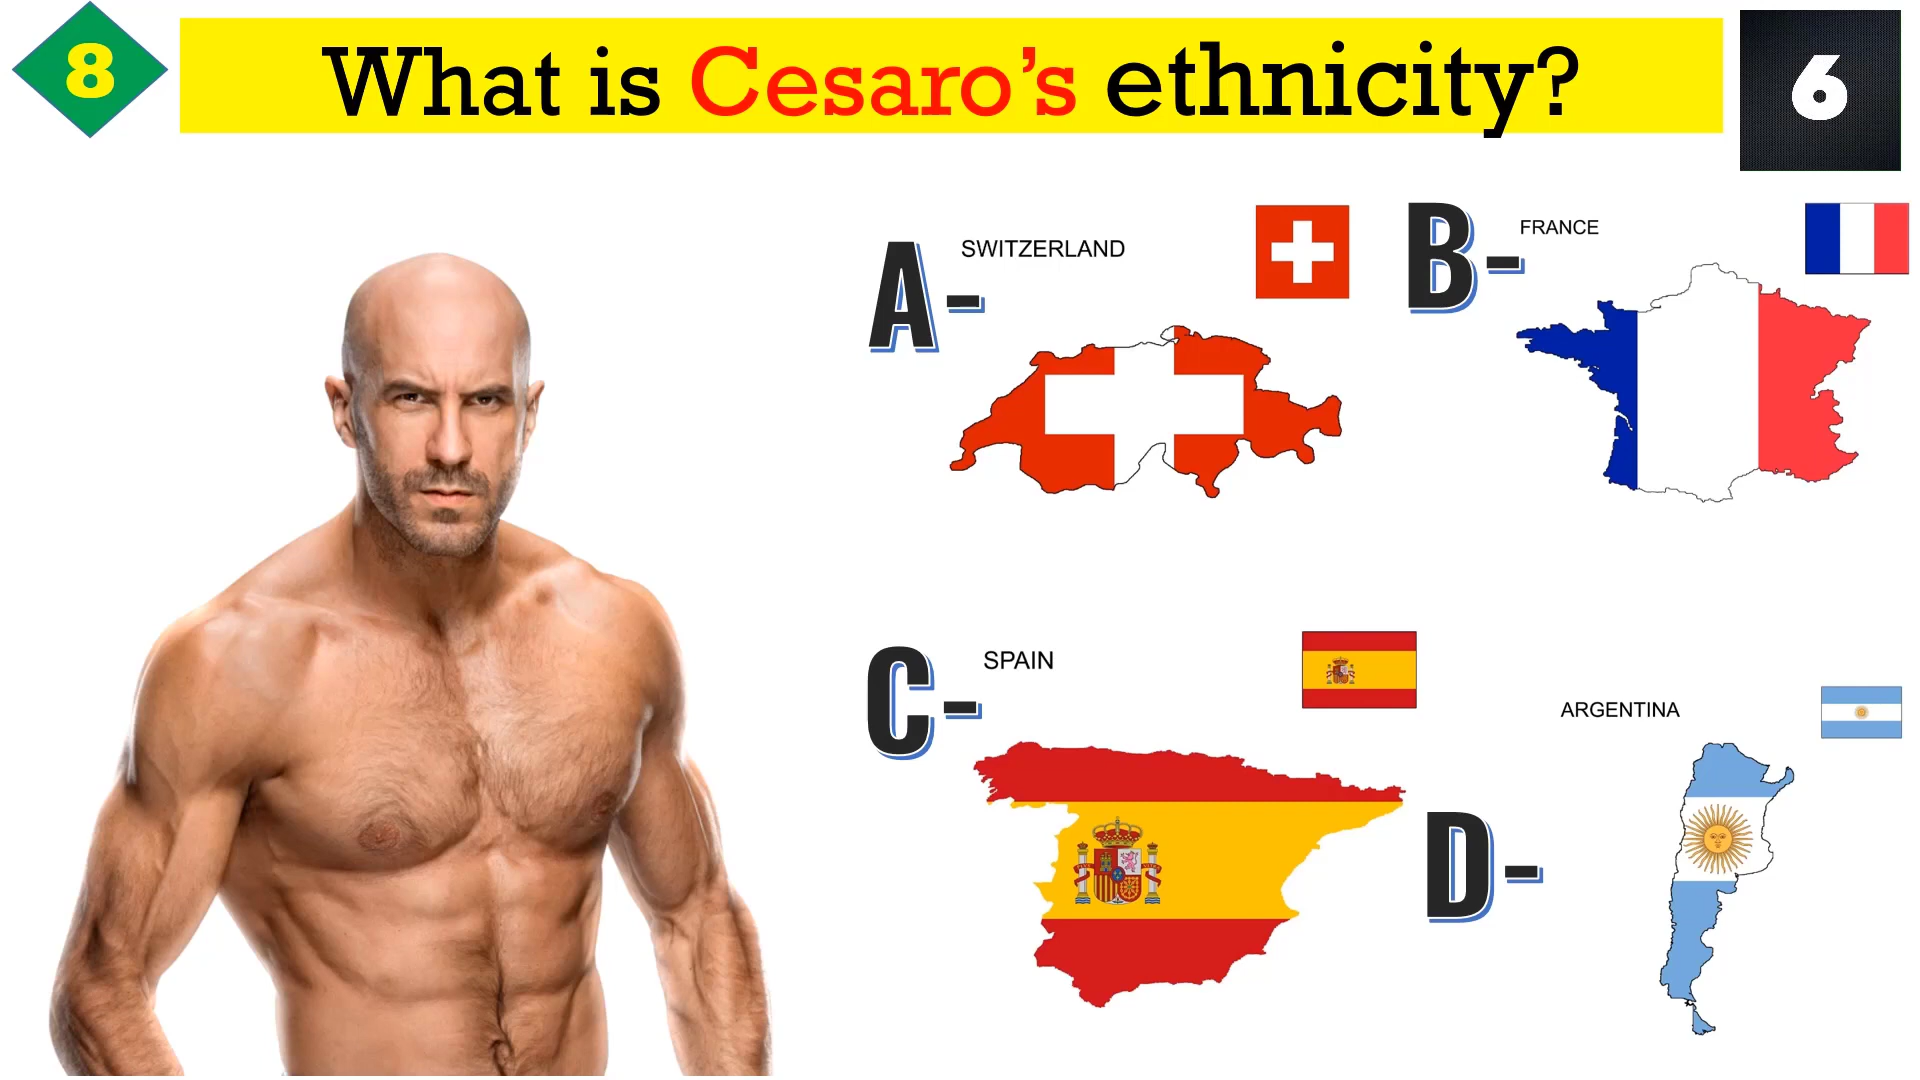 8
What is Cesaro's ethnicity?
6
A- SWITZERLAND
B- FRANCE
C- SPAIN
D- ARGENTINA